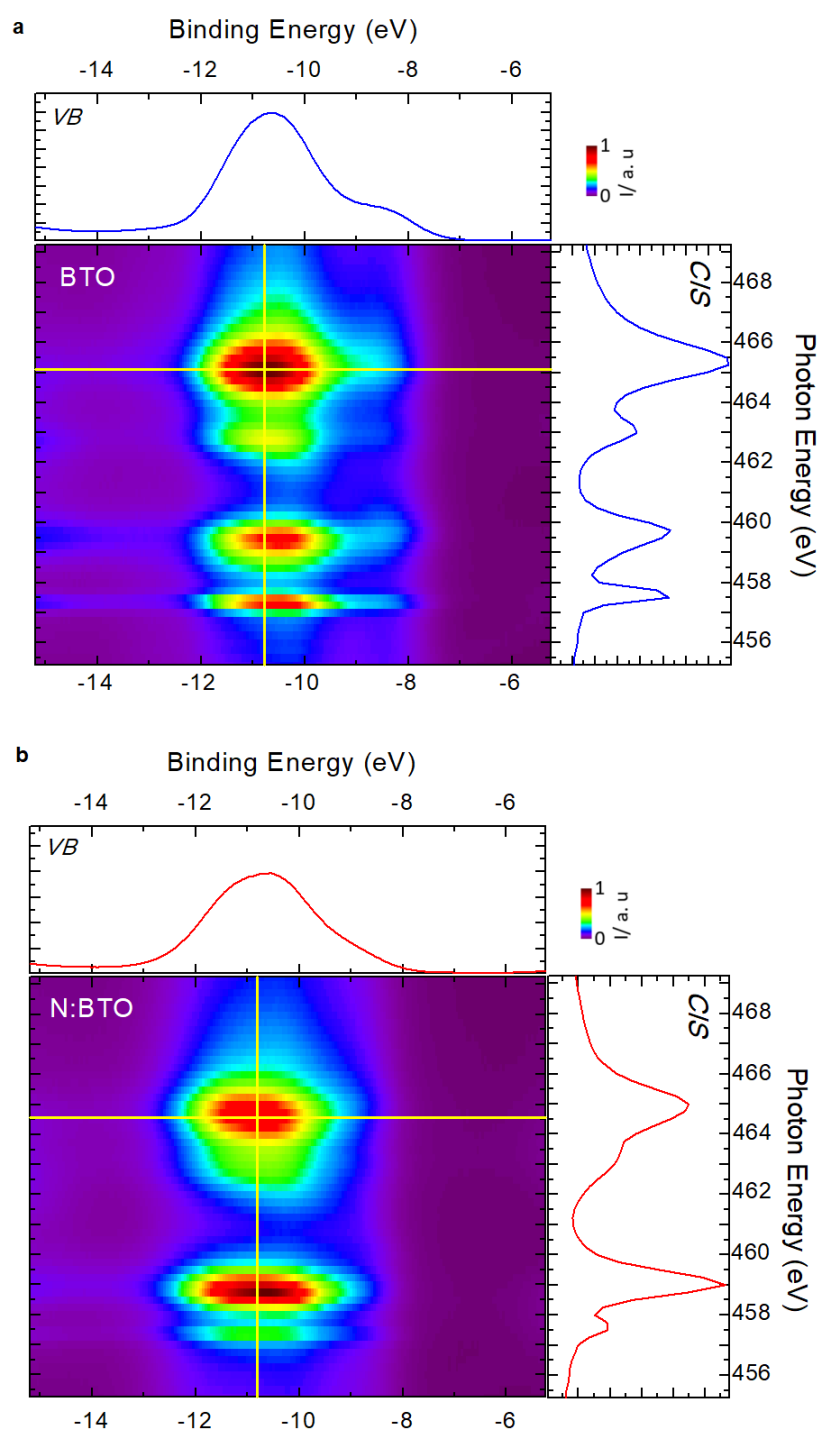 a
Binding Energy (eV)
-14 -12 -10 -8 -6
VB
1
0
I/ a. u
BTO
CIS
468
466
464
462
460
458
456
Photon Energy (eV)
-14 -12 -10 -8 -6
b
Binding Energy (eV)
-14 -12 -10 -8 -6
VB
1
0
I/ a. u
N:BTO
CIS
468
466
464
462
460
458
456
Photon Energy (eV)
-14 -12 -10 -8 -6